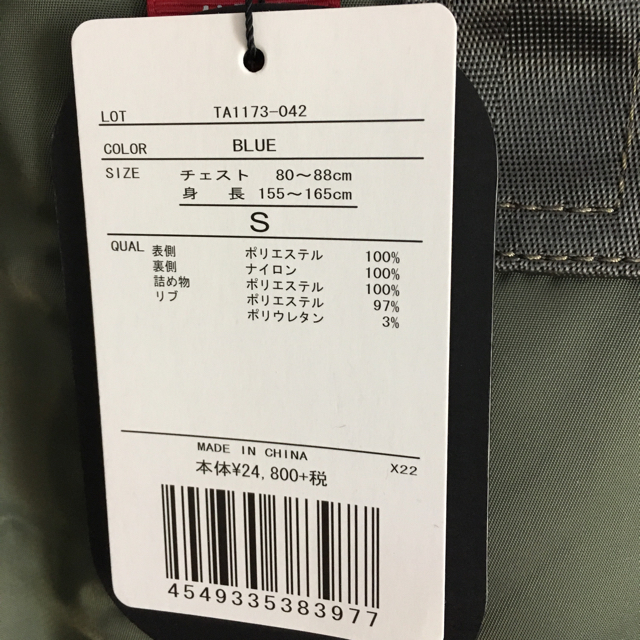 LOT TA1173-042
COLOR BLUE
SIZE チェスト 80～88cm
身 長 155～165cm
S
QUAL 表側 ポリエステル 100%
裏側 ナイロン 100%
詰め物 ポリエステル 100%
リブ ポリエステル 97%
ポリウレタン 3%
MADE IN CHINA
本体¥24,800+税 X22
4549335383977